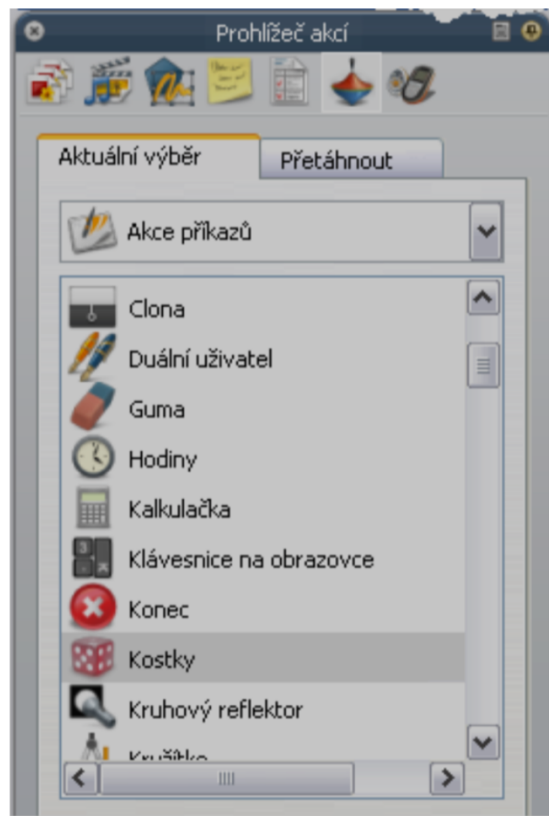 Prohlížeč akcí
Aktuální výběr
Přetáhnout
Akce příkazů
Clona
Duální uživatel
Guma
Hodiny
Kalkulačka
Klávesnice na obrazovce
Konec
Kostky
Kruhový reflektor
Kružítko